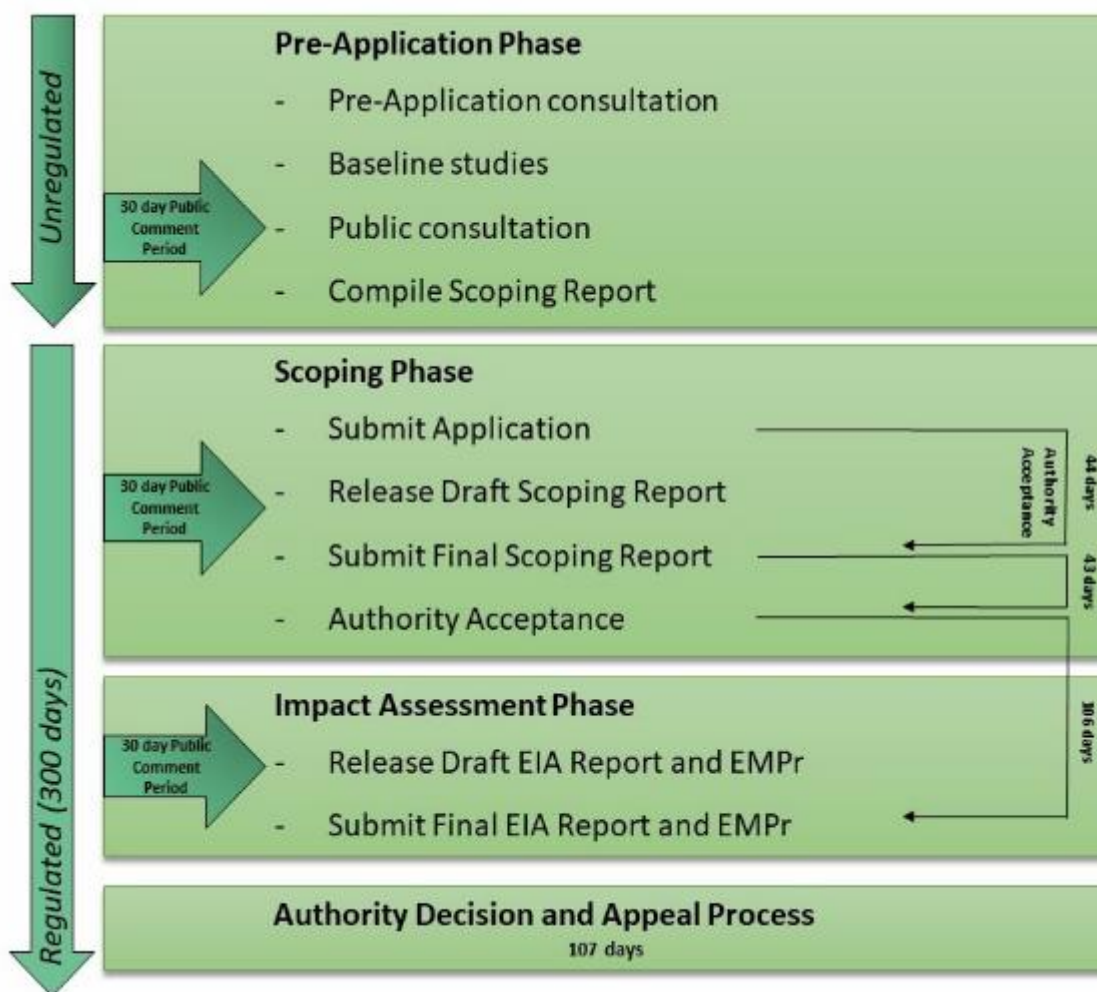 Unregulated
Pre-Application Phase
- Pre-Application consultation
- Baseline studies
30 day Public
Comment
Period
- Public consultation
- Compile Scoping Report
Regulated (300 days)
Scoping Phase
- Submit Application
30 day Public
Comment
Period
- Release Draft Scoping Report
- Submit Final Scoping Report
- Authority Acceptance
Authority
Acceptance
44 days
43 days
106 days
Impact Assessment Phase
30 day Public
Comment
Period
- Release Draft EIA Report and EMPr
- Submit Final EIA Report and EMPr
Authority Decision and Appeal Process
107 days